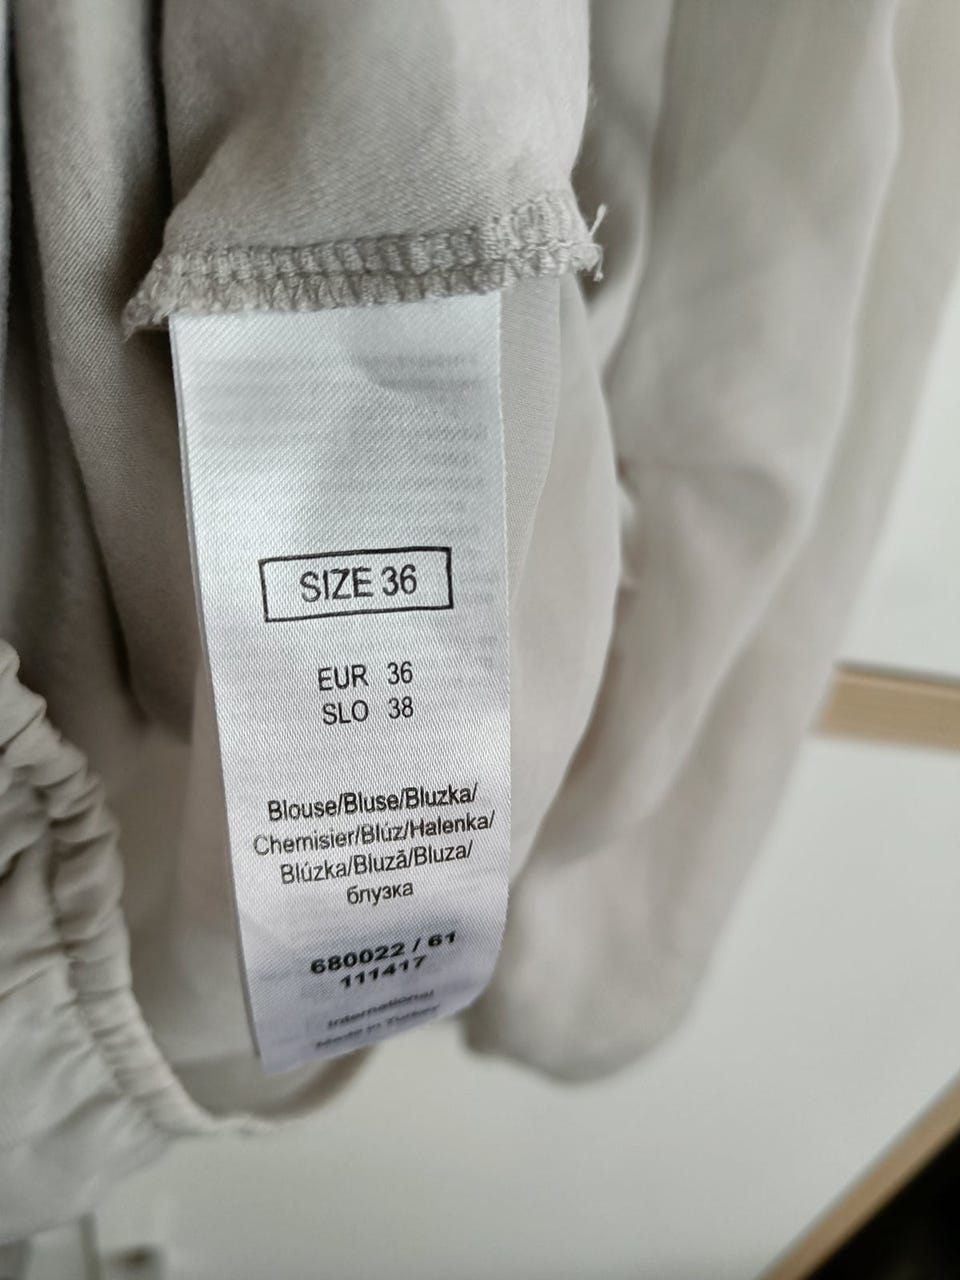 SIZE 36
EUR 36
SLO 38
Blouse/Bluse/Bluzka/
Chemisier/Blúz/Halenka/
Blúzka/Bluză/Bluza/
блузка
680022 / 61
111417
International
Made in Turkey